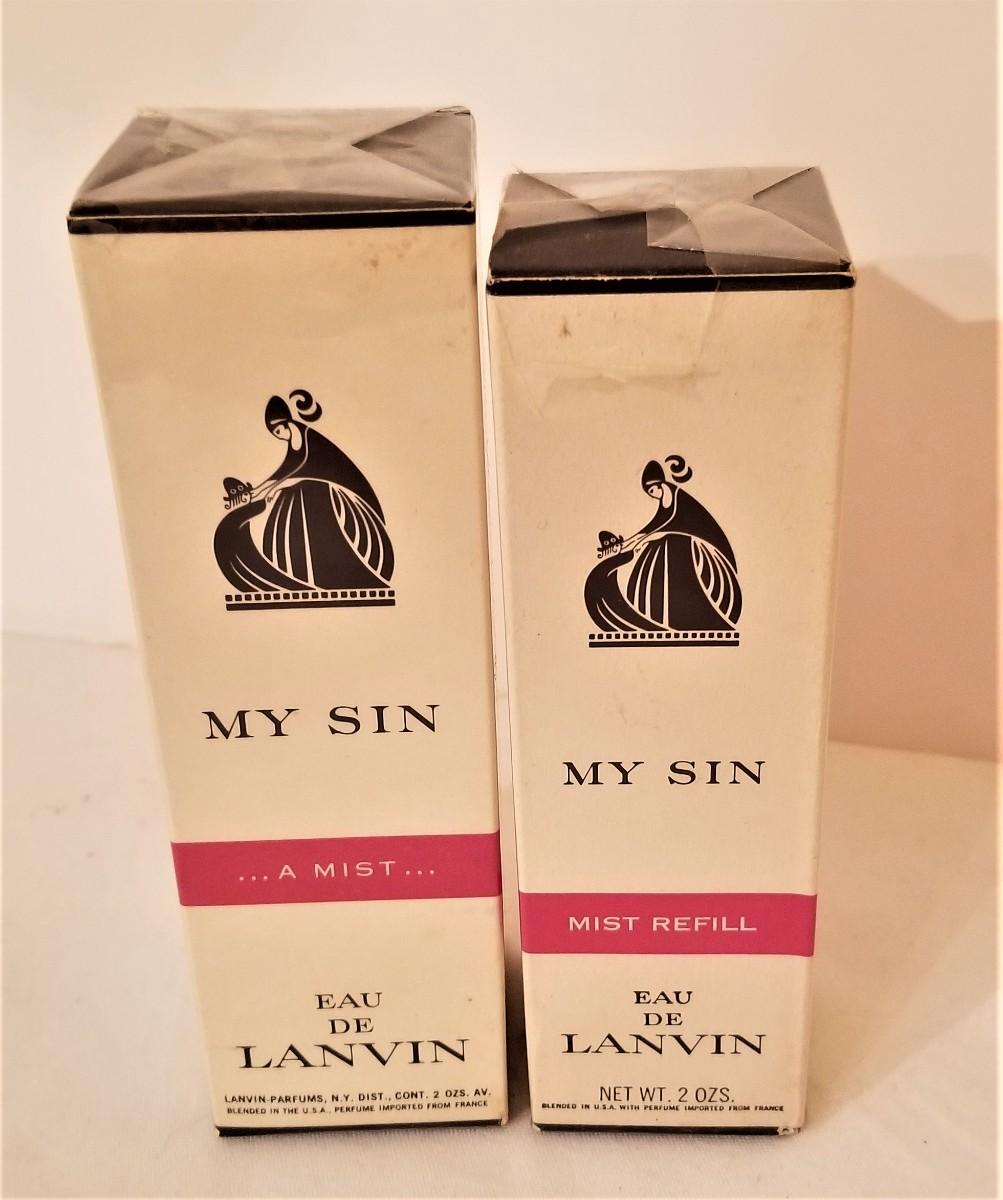 MY SIN
...A MIST...
EAU
DE
LANVIN
LANVIN-PARFUMS, N.Y. DIST., CONT. 2 OZS. AV.
BLENDED IN THE U.S.A., PERFUME IMPORTED FROM FRANCE
MY SIN
MIST REFILL
EAU
DE
LANVIN
NET WT. 2 OZS.
BLENDED IN U.S.A. WITH PERFUME IMPORTED FROM FRANCE